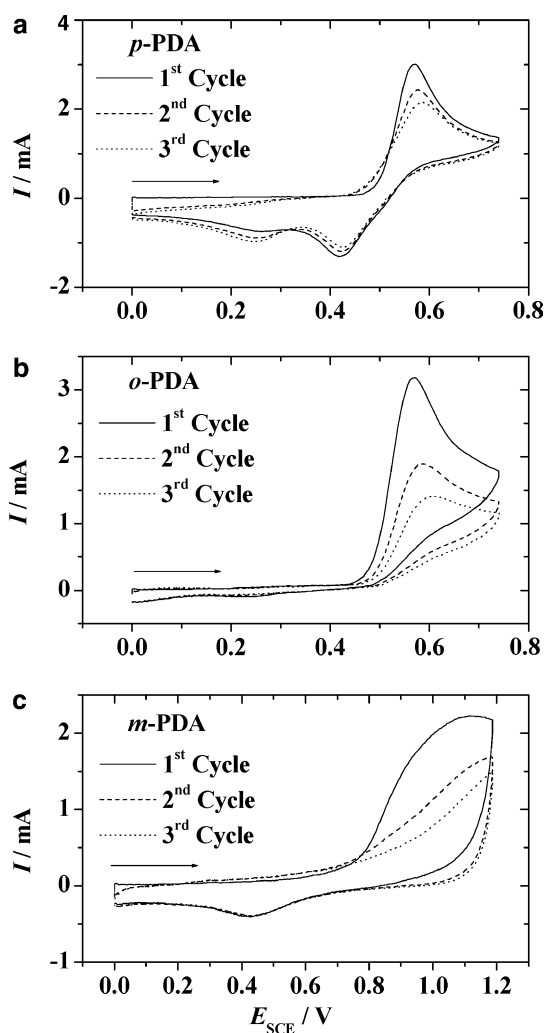 a
p-PDA
1st Cycle
2nd Cycle
3rd Cycle
I / mA
4
2
0
-2
0.0 0.2 0.4 0.6 0.8
b
o-PDA
1st Cycle
2nd Cycle
3rd Cycle
I / mA
3
2
1
0
0.0 0.2 0.4 0.6 0.8
c
m-PDA
1st Cycle
2nd Cycle
3rd Cycle
I / mA
2
1
0
-1
0.0 0.2 0.4 0.6 0.8 1.0 1.2
ESCE / V